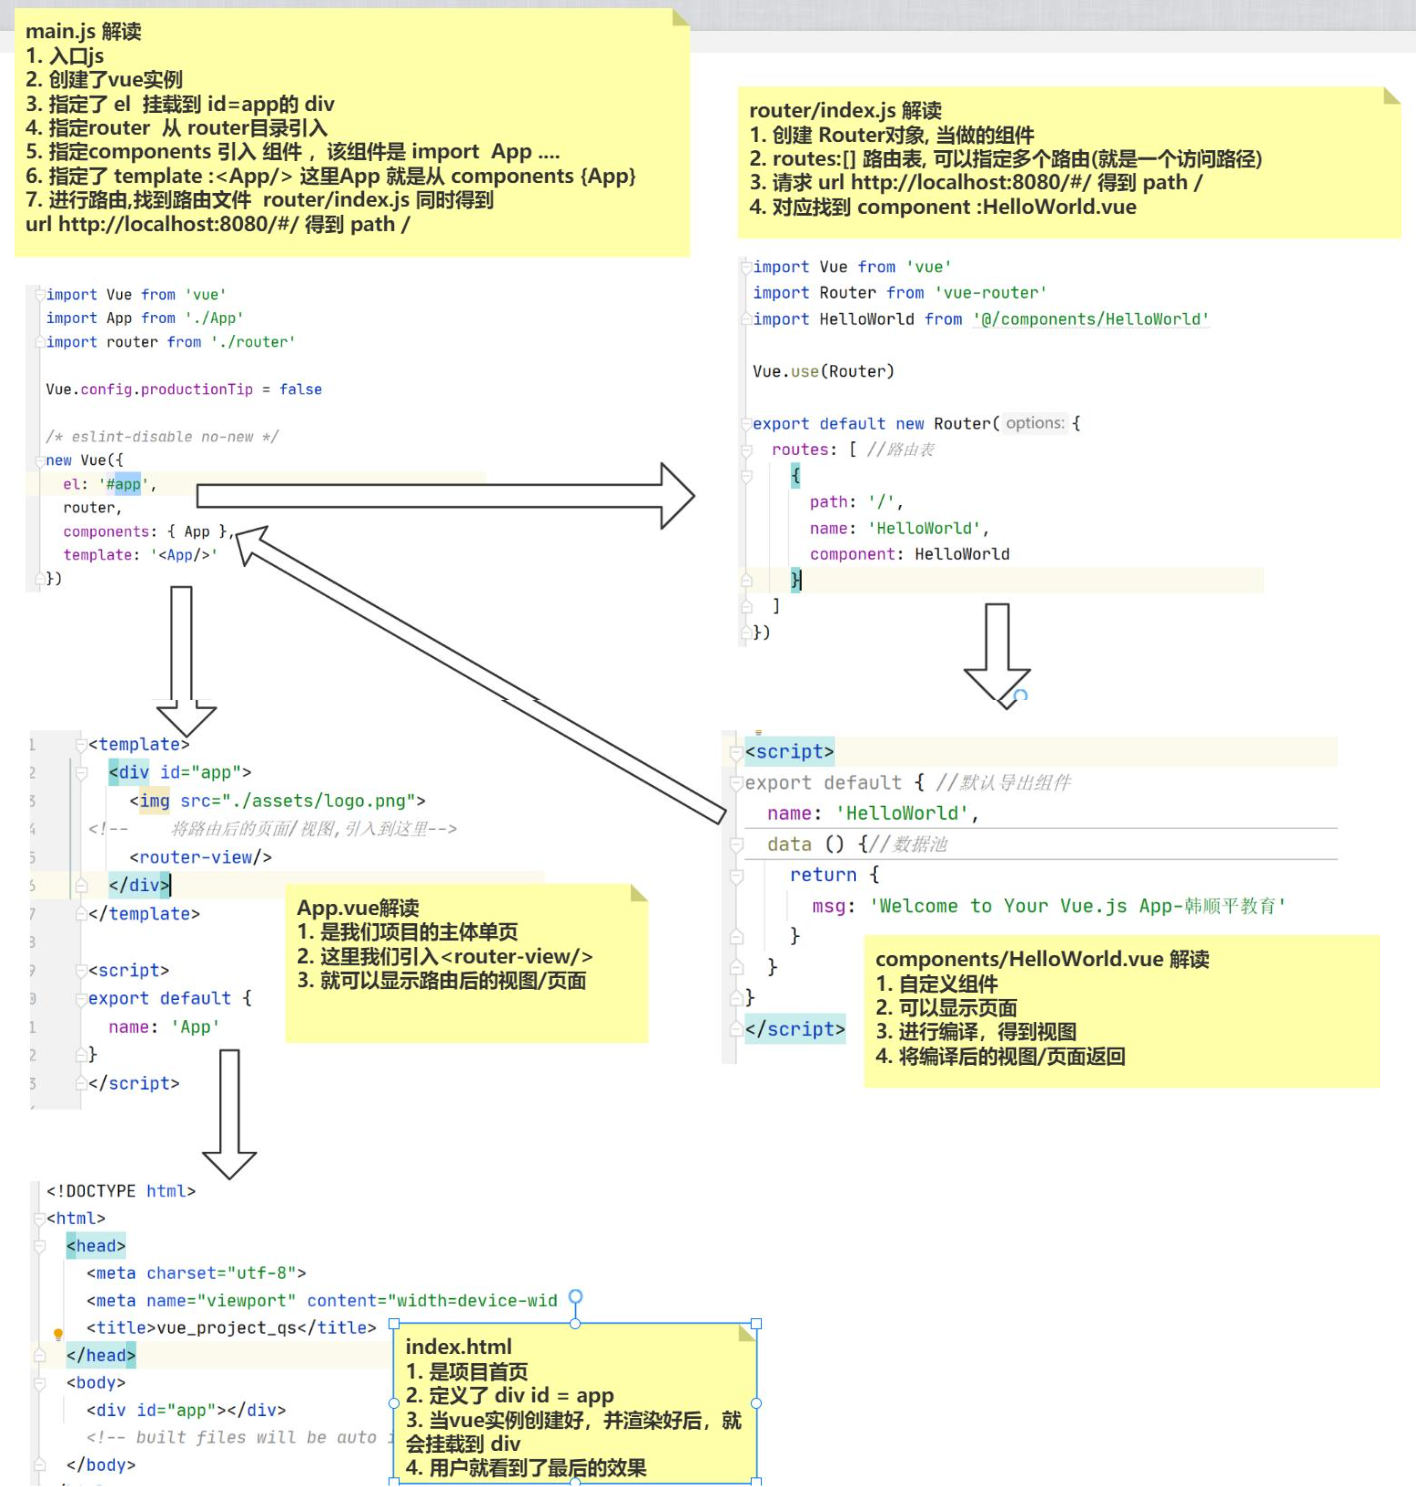 main.js 解读
1. 入口js
2. 创建了vue实例
3. 指定了 el  挂载到 id=app的 div
4. 指定router  从 router目录引入
5. 指定components 引入 组件 ，该组件是 import  App ....
6. 指定了 template :<App/> 这里App 就是从 components {App}
7. 进行路由,找到路由文件  router/index.js 同时得到
url http://localhost:8080/#/ 得到 path /
import Vue from 'vue'
import App from './App'
import router from './router'
Vue.config.productionTip = false
/* eslint-disable no-new */
new Vue({
el: '#app',
router,
components: { App },
template: '<App/>'
})
router/index.js 解读
1. 创建 Router对象, 当做的组件
2. routes:[] 路由表, 可以指定多个路由(就是一个访问路径)
3. 请求 url http://localhost:8080/#/ 得到 path /
4. 对应找到 component :HelloWorld.vue
import Vue from 'vue'
import Router from 'vue-router'
import HelloWorld from '@/components/HelloWorld'
Vue.use(Router)
export default new Router( options: {
routes: [ //路由表
{
path: '/',
name: 'HelloWorld',
component: HelloWorld
}
]
})
1 <template>
2 <div id="app">
3 <img src="./assets/logo.png">
4 <!-- 将路由后的页面/视图,引入到这里-->
5 <router-view/>
6 </div>
7 </template>
8
9 <script>
0 export default {
1 name: 'App'
2 }
3 </script>
App.vue解读
1. 是我们项目的主体单页
2. 这里我们引入<router-view/>
3. 就可以显示路由后的视图/页面
<script>
export default { //默认导出组件
name: 'HelloWorld',
data () {//数据池
return {
msg: 'Welcome to Your Vue.js App-韩顺平教育'
}
}
}
</script>
components/HelloWorld.vue 解读
1. 自定义组件
2. 可以显示页面
3. 进行编译，得到视图
4. 将编译后的视图/页面返回
<!DOCTYPE html>
<html>
<head>
<meta charset="utf-8">
<meta name="viewport" content="width=device-wid
<title>vue_project_qs</title>
</head>
<body>
<div id="app"></div>
<!-- built files will be auto i
</body>
index.html
1. 是项目首页
2. 定义了 div id = app
3. 当vue实例创建好，并渲染好后，就
会挂载到 div
4. 用户就看到了最后的效果